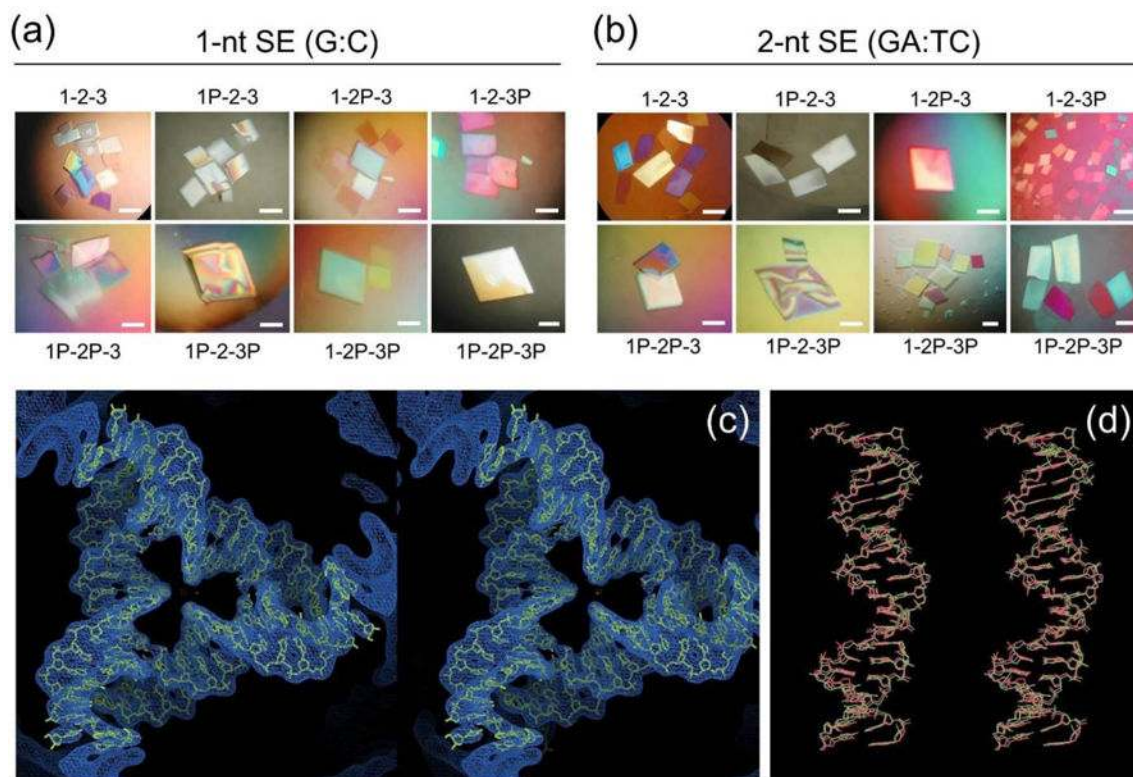 (a)
1-nt SE (G:C)
1-2-3 1P-2-3 1-2P-3 1-2-3P
1P-2P-3 1P-2-3P 1-2P-3P 1P-2P-3P
(b)
2-nt SE (GA:TC)
1-2-3 1P-2-3 1-2P-3 1-2-3P
1P-2P-3 1P-2-3P 1-2P-3P 1P-2P-3P
(c)
(d)